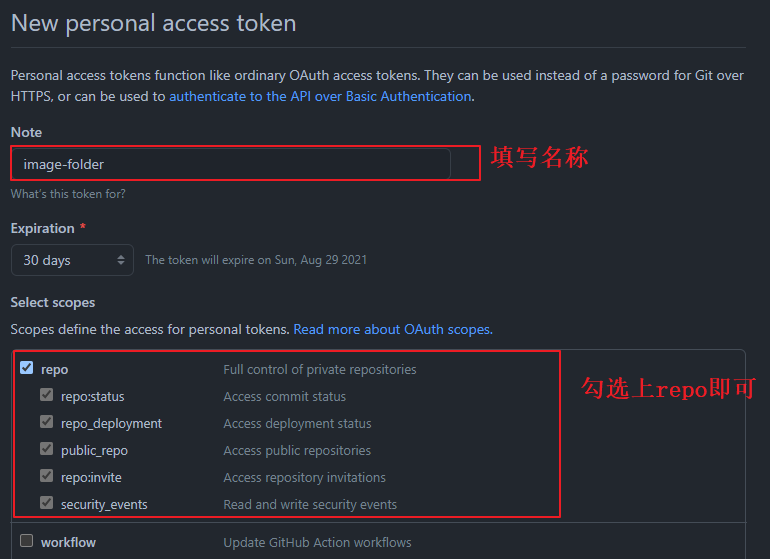 New personal access token
Personal access tokens function like ordinary OAuth access tokens. They can be used instead of a password for Git over
HTTPS, or can be used to authenticate to the API over Basic Authentication.
Note
image-folder
填写名称
What's this token for?
Expiration *
30 days
The token will expire on Sun, Aug 29 2021
Select scopes
Scopes define the access for personal tokens. Read more about OAuth scopes.
repo Full control of private repositories
勾选上repo即可
repo:status Access commit status
repo_deployment Access deployment status
public_repo Access public repositories
repo:invite Access repository invitations
security_events Read and write security events
workflow Update GitHub Action workflows